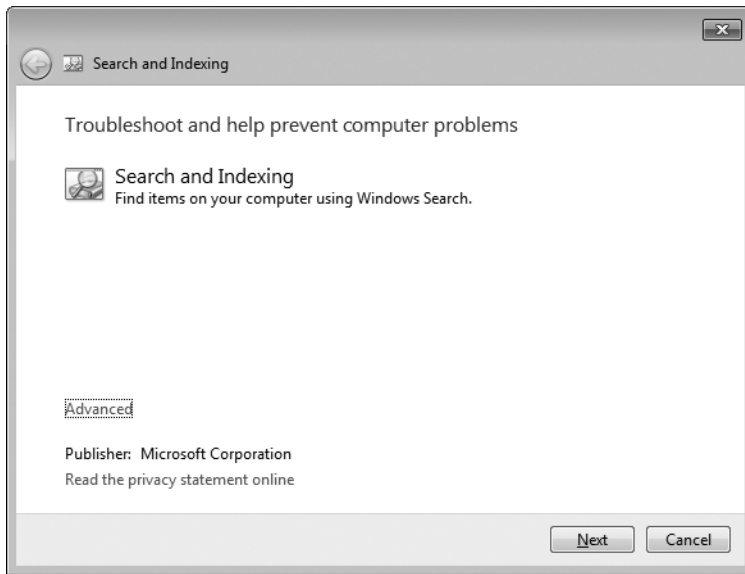 Search and Indexing
Troubleshoot and help prevent computer problems
Search and Indexing
Find items on your computer using Windows Search.
Advanced
Publisher: Microsoft Corporation
Read the privacy statement online
Next Cancel